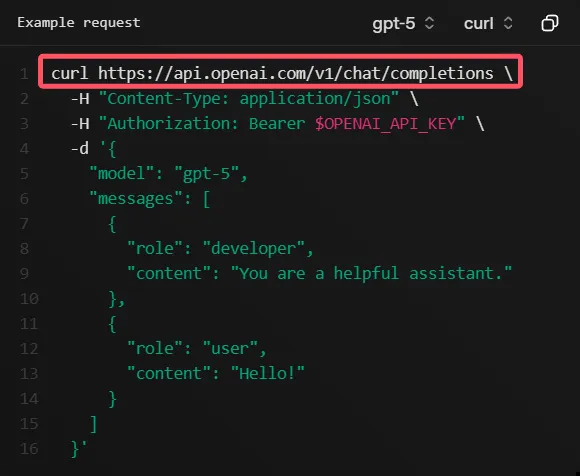 Example request
gpt-5
curl
1 curl https://api.openai.com/v1/chat/completions \
2   -H "Content-Type: application/json" \
3   -H "Authorization: Bearer $OPENAI_API_KEY" \
4   -d '{
5     "model": "gpt-5",
6     "messages": [
7       {
8         "role": "developer",
9         "content": "You are a helpful assistant."
10       },
11       {
12         "role": "user",
13         "content": "Hello!"
14       }
15     ]
16   }'